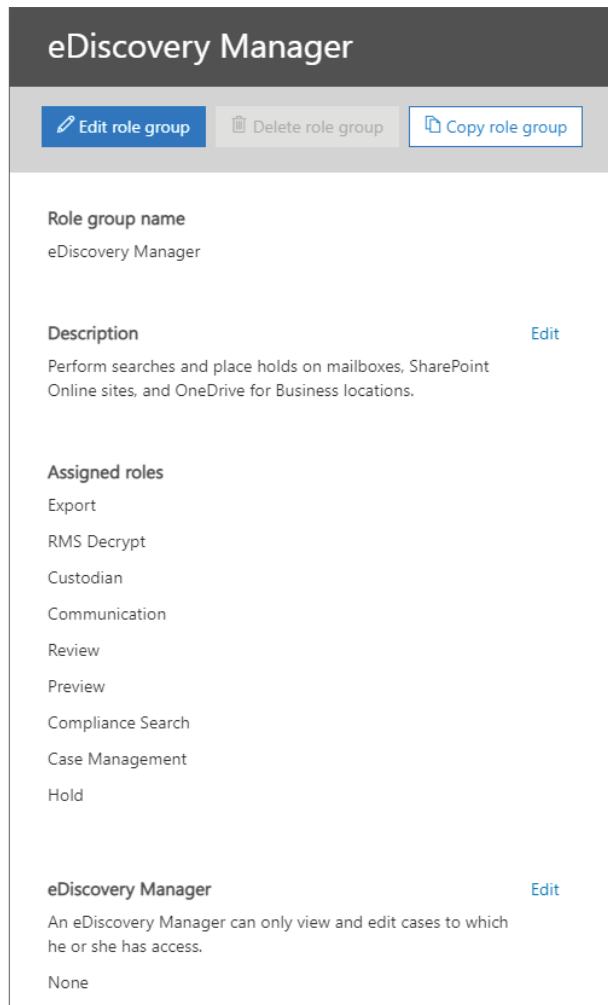 eDiscovery Manager
Edit role group
Delete role group
Copy role group
Role group name
eDiscovery Manager
Description
Edit
Perform searches and place holds on mailboxes, SharePoint
Online sites, and OneDrive for Business locations.
Assigned roles
Export
RMS Decrypt
Custodian
Communication
Review
Preview
Compliance Search
Case Management
Hold
eDiscovery Manager
Edit
An eDiscovery Manager can only view and edit cases to which
he or she has access.
None